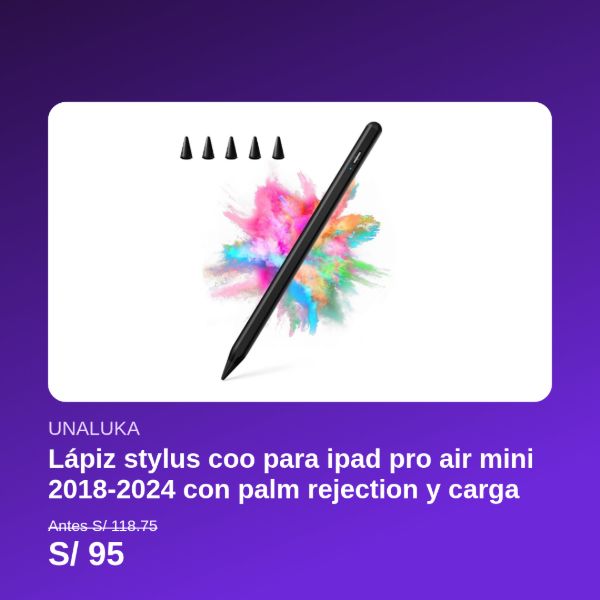 UNALUKA
Lápiz stylus coo para ipad pro air mini
2018-2024 con palm rejection y carga
Antes S/ 118.75
S/ 95